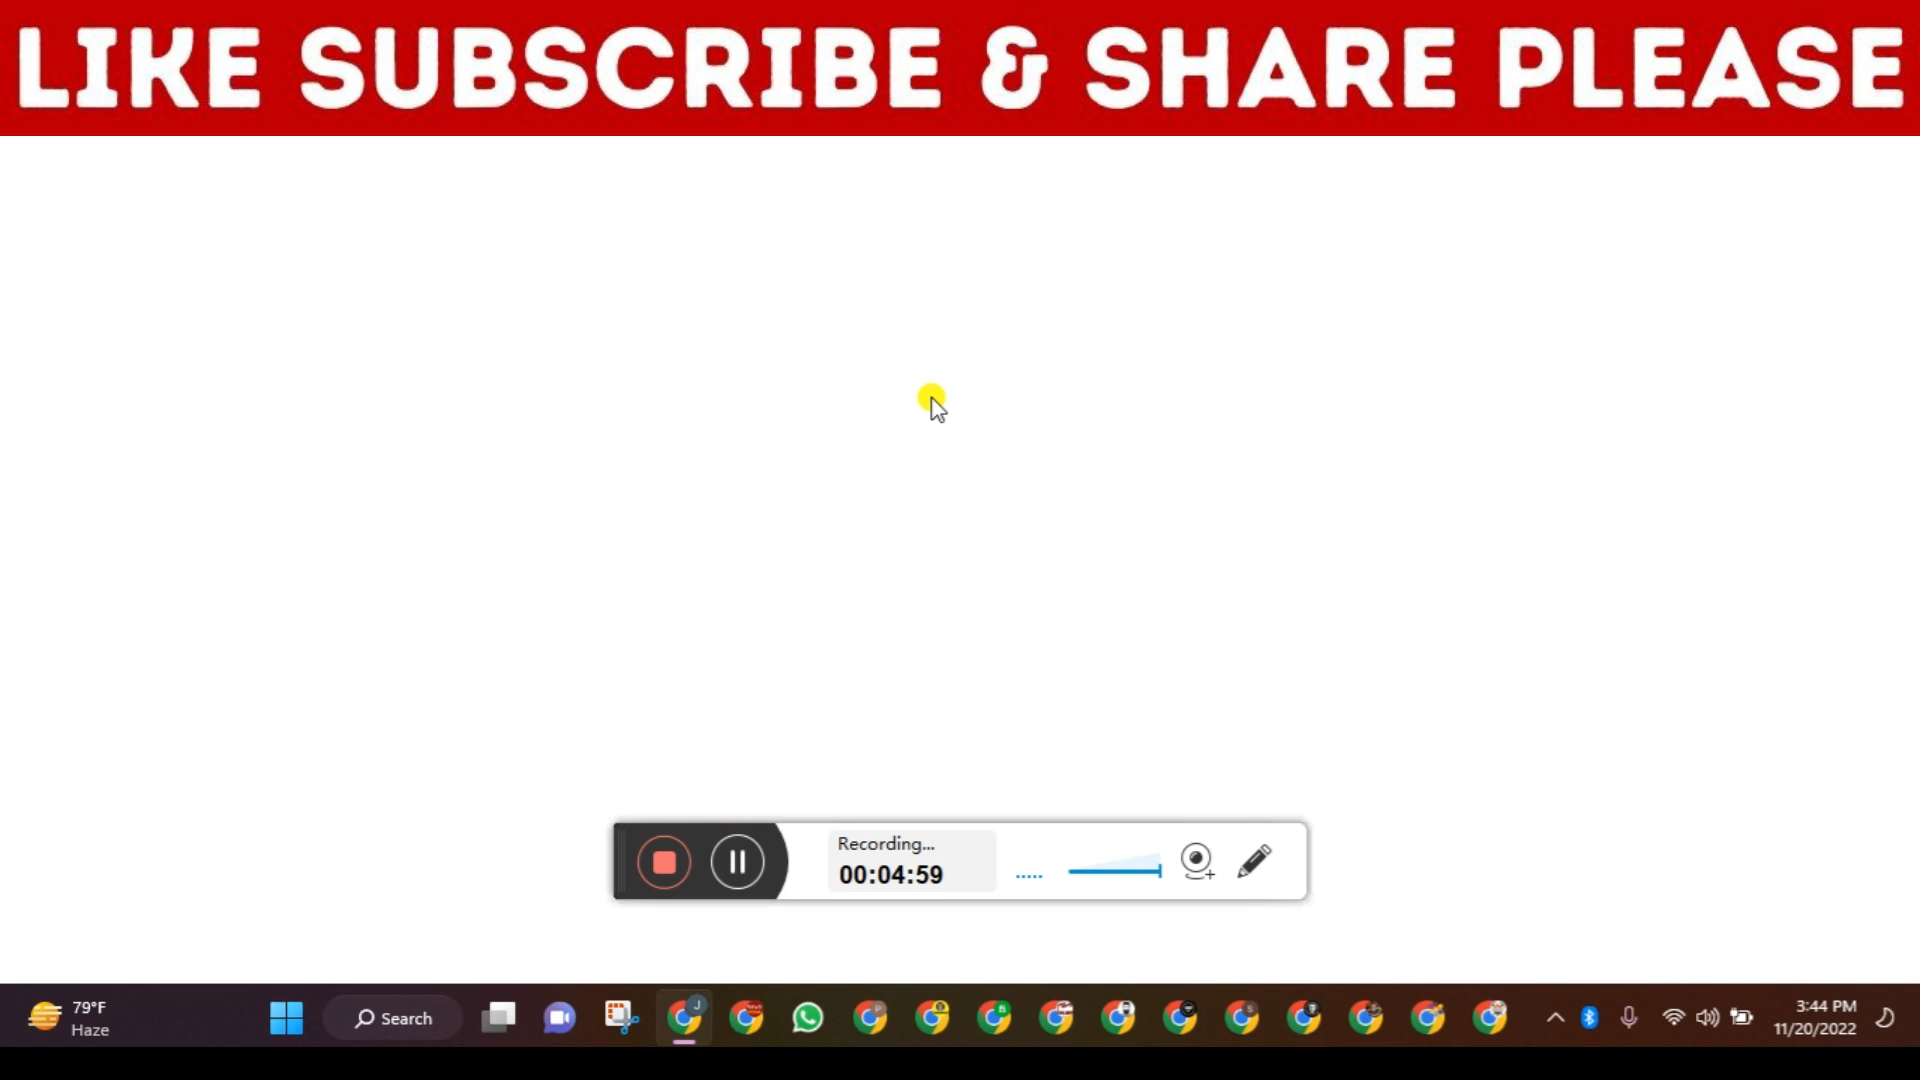 LIKE SUBSCRIBE & SHARE PLEASE
Recording...
00:04:59
79°F
Haze
Search
3:44 PM
11/20/2022